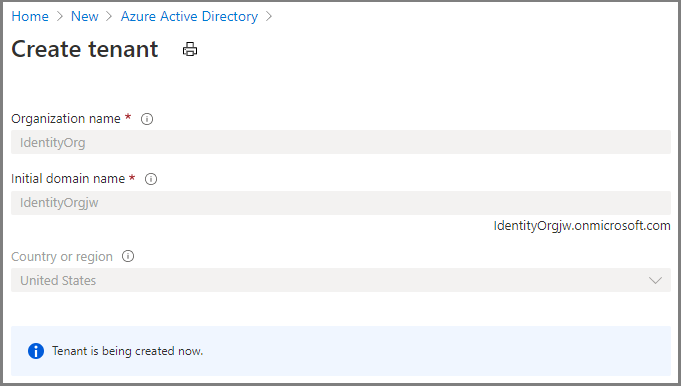 Home > New > Azure Active Directory >
Create tenant
Organization name *
IdentityOrg
Initial domain name *
IdentityOrgjw
IdentityOrgjw.onmicrosoft.com
Country or region
United States
Tenant is being created now.